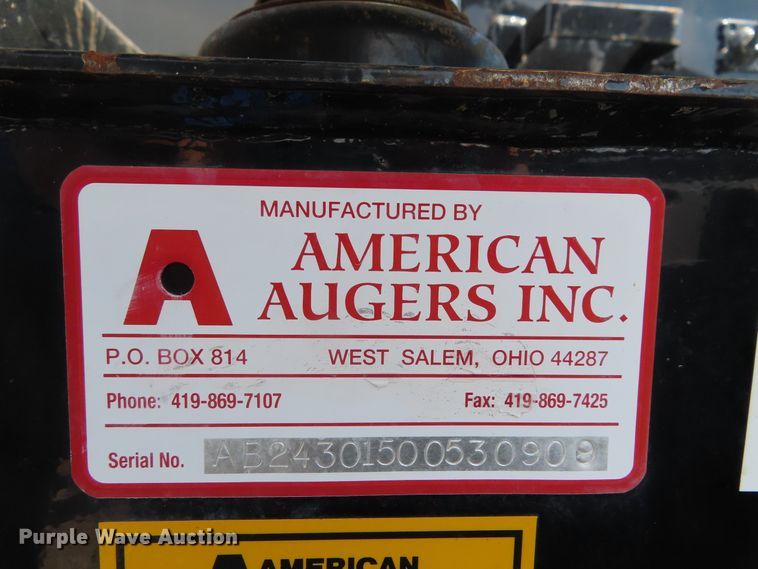 MANUFACTURED BY
AMERICAN
AUGERS INC.
P.O. BOX 814 WEST SALEM, OHIO 44287
Phone: 419-869-7107 Fax: 419-869-7425
Serial No. AB24301500530909
Purple Wave Auction
AMERICAN